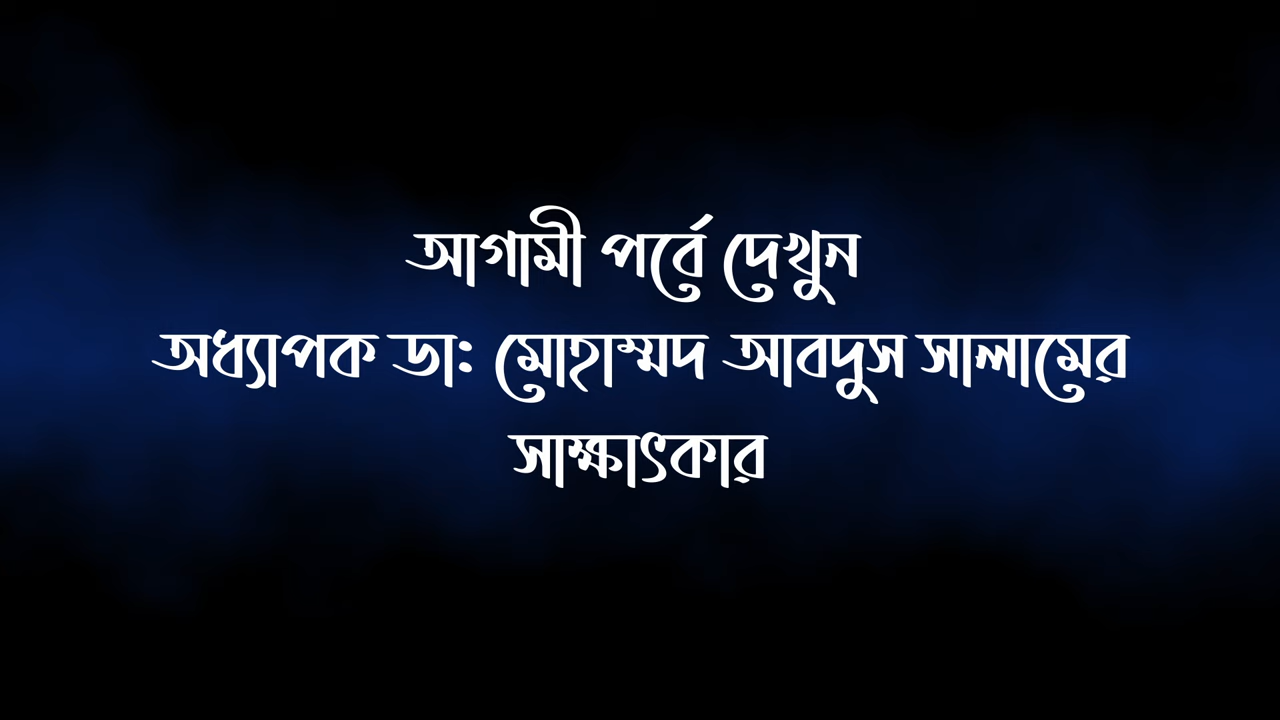 আগামী পর্বে দেখুন
অধ্যাপক ডাঃ মোহাম্মদ আবদুস সালামের
সাক্ষাৎকার